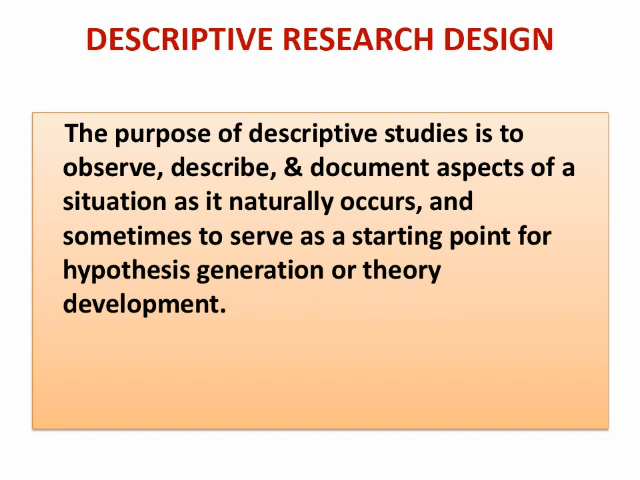 DESCRIPTIVE RESEARCH DESIGN
The purpose of descriptive studies is to
observe, describe, & document aspects of a
situation as it naturally occurs, and
sometimes to serve as a starting point for
hypothesis generation or theory
development.